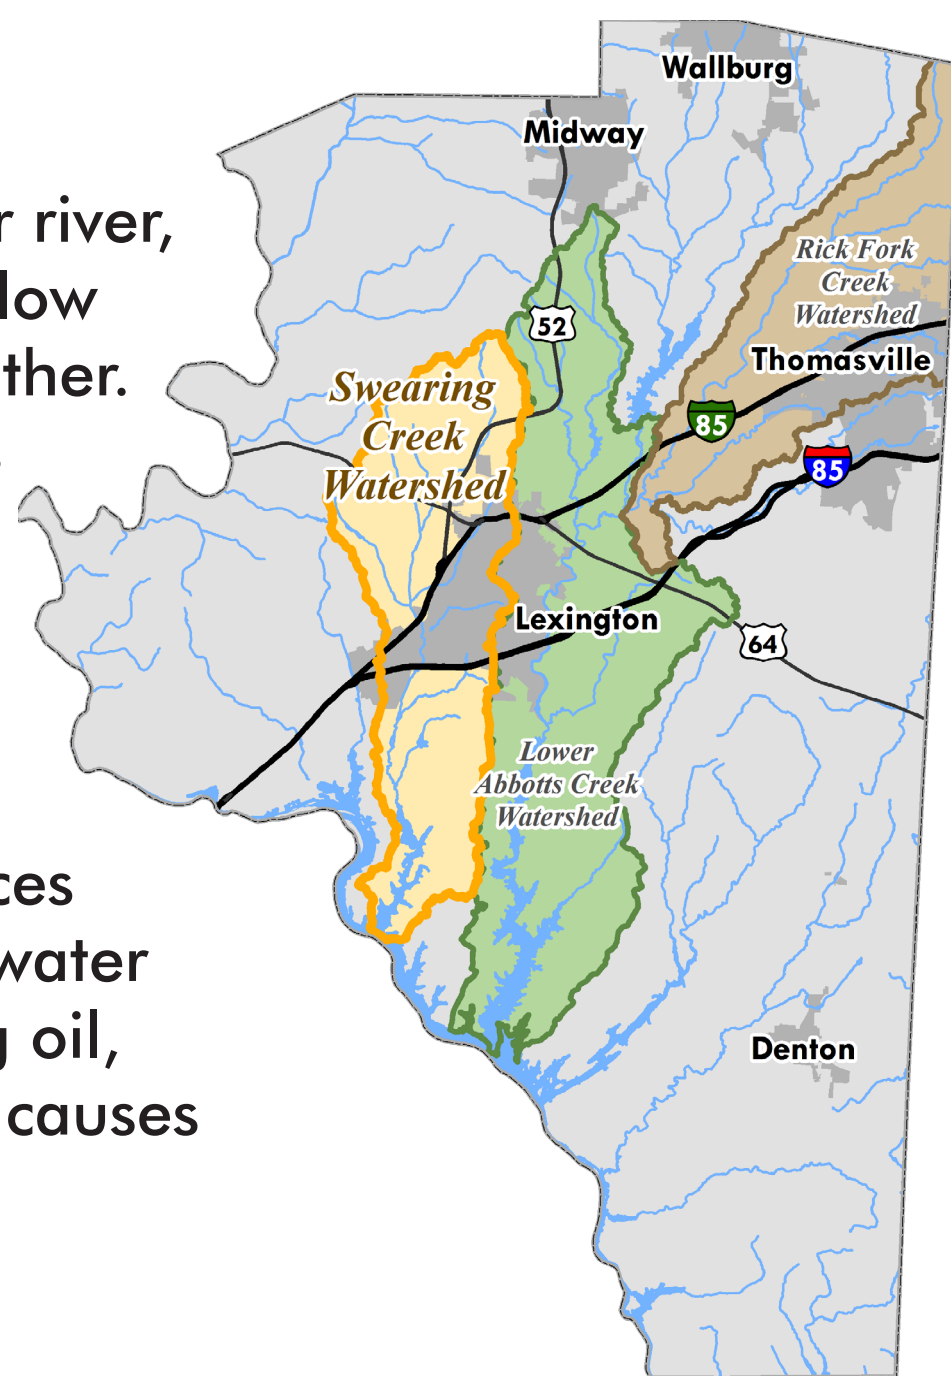 r river,
low
ther.
ces
water
g oil,
causes
Wallburg
Midway
Rick Fork
Creek
Watershed
52
Thomasville
Swearing
Creek
Watershed
85
85
Lexington
64
Lower
Abbotts Creek
Watershed
Denton